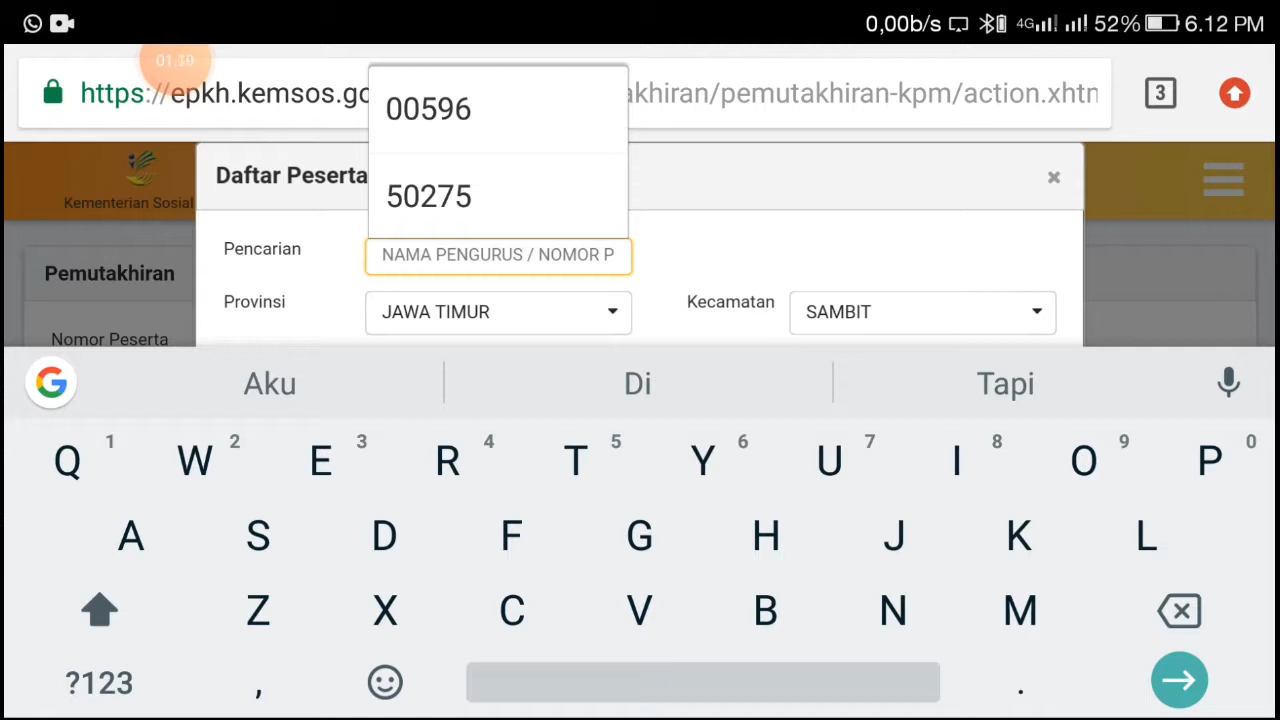 0,00b/s 4G 52% 6.12 PM
01:10
https://epkh.kemsos.go
akhiran/pemutakhiran-kpm/action.xhtn
3
00596
50275
Kementerian Sosial
Daftar Peserta
×
Pemutakhiran
Pencarian
NAMA PENGURUS / NOMOR P
Provinsi
JAWA TIMUR
Kecamatan
SAMBIT
Nomor Peserta
G
Aku Di Tapi
1 2 3 4 5 6 7 8 9 0
Q W E R T Y U I O P
A S D F G H J K L
Z X C V B N M
?123 , .